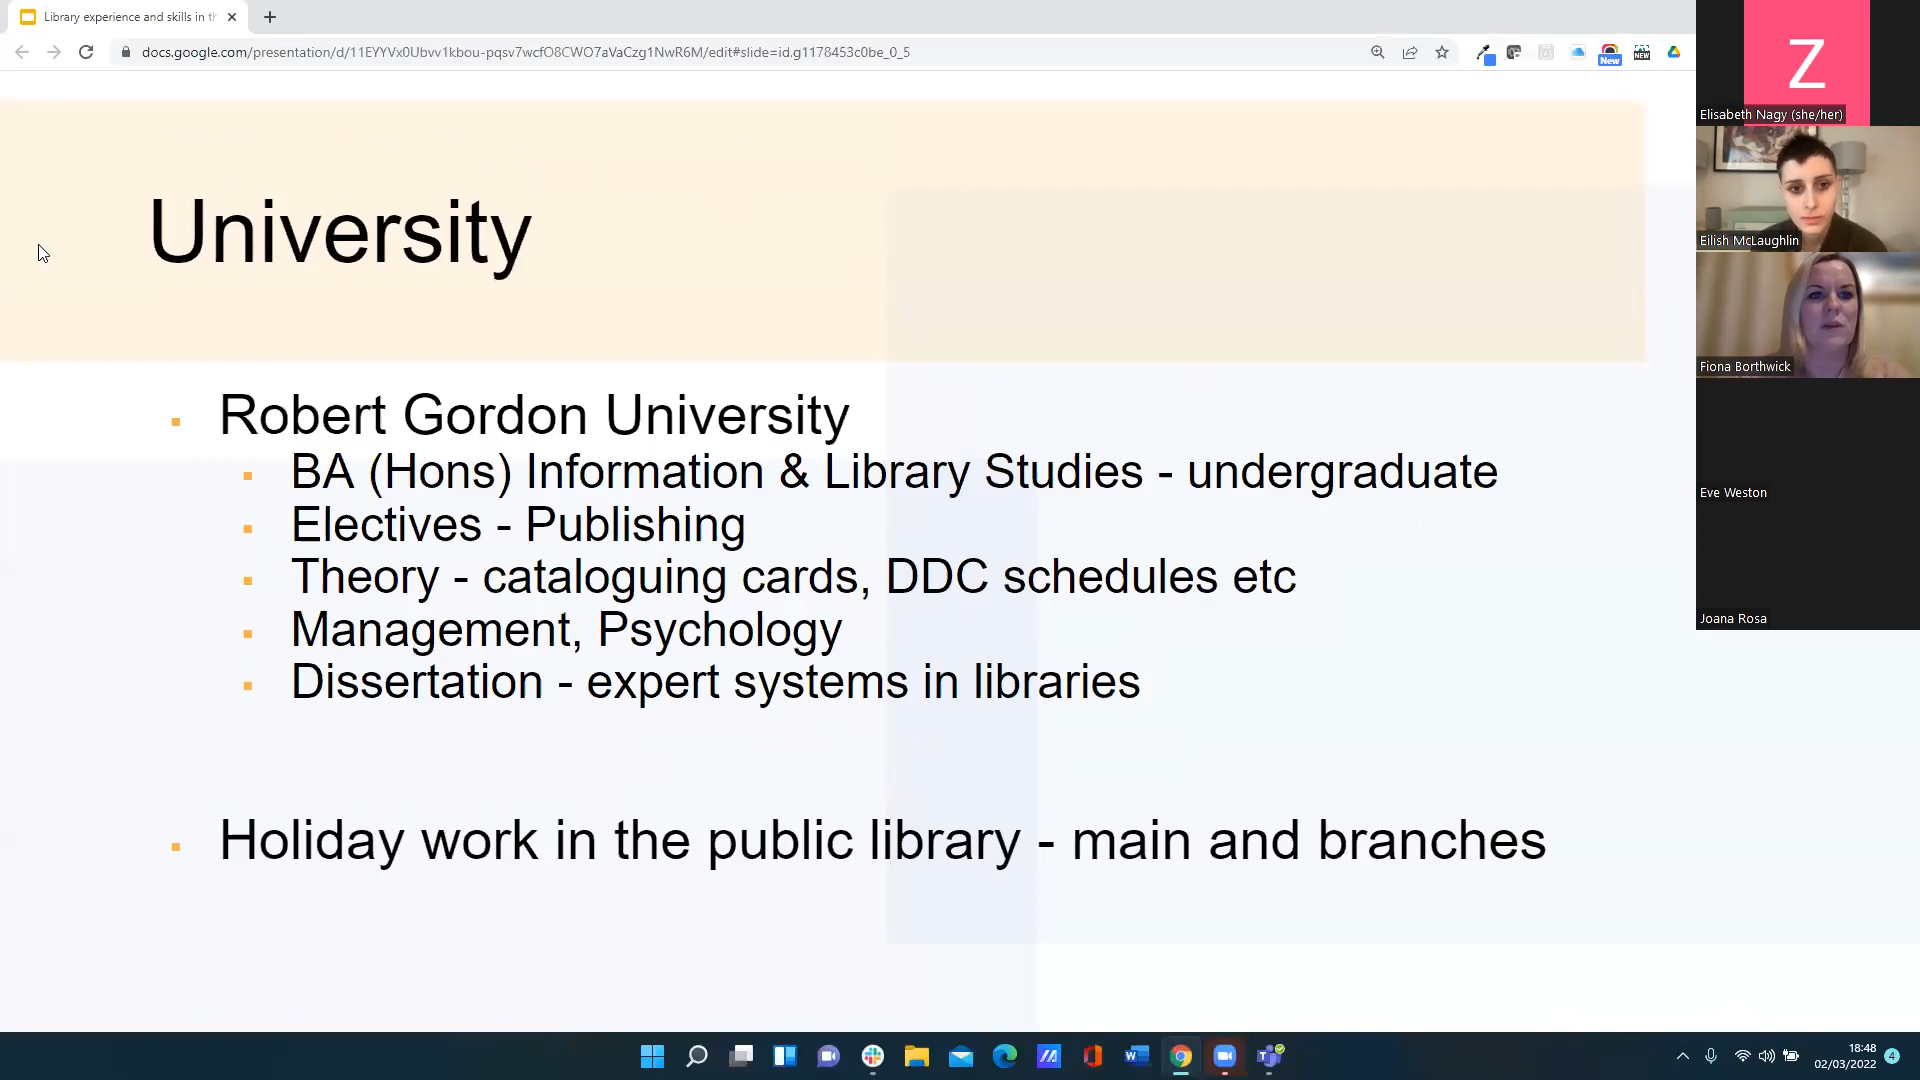 Library experience and skills in th
docs.google.com/presentation/d/11EYYVx0Ubvv1kbou-pqsv7wcfO8CWO7aVaCzg1NwR6M/edit#slide=id.g1178453c0be_0_5
New
NEW
Z
Elisabeth Nagy (she/her)
Eilish McLaughlin
Fiona Borthwick
Eve Weston
Joana Rosa
University
Robert Gordon University
BA (Hons) Information & Library Studies - undergraduate
Electives - Publishing
Theory - cataloguing cards, DDC schedules etc
Management, Psychology
Dissertation - expert systems in libraries
Holiday work in the public library - main and branches
18:48
02/03/2022
4